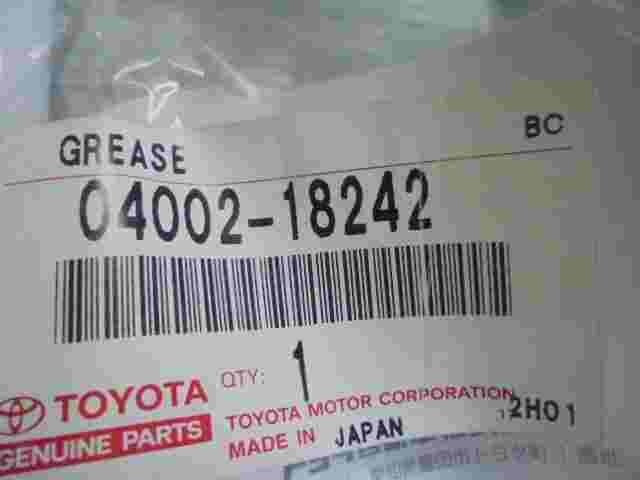 GREASE BC
04002-18242
TOYOTA QTY: 1
GENUINE PARTS TOYOTA MOTOR CORPORATION 2H01
MADE IN JAPAN